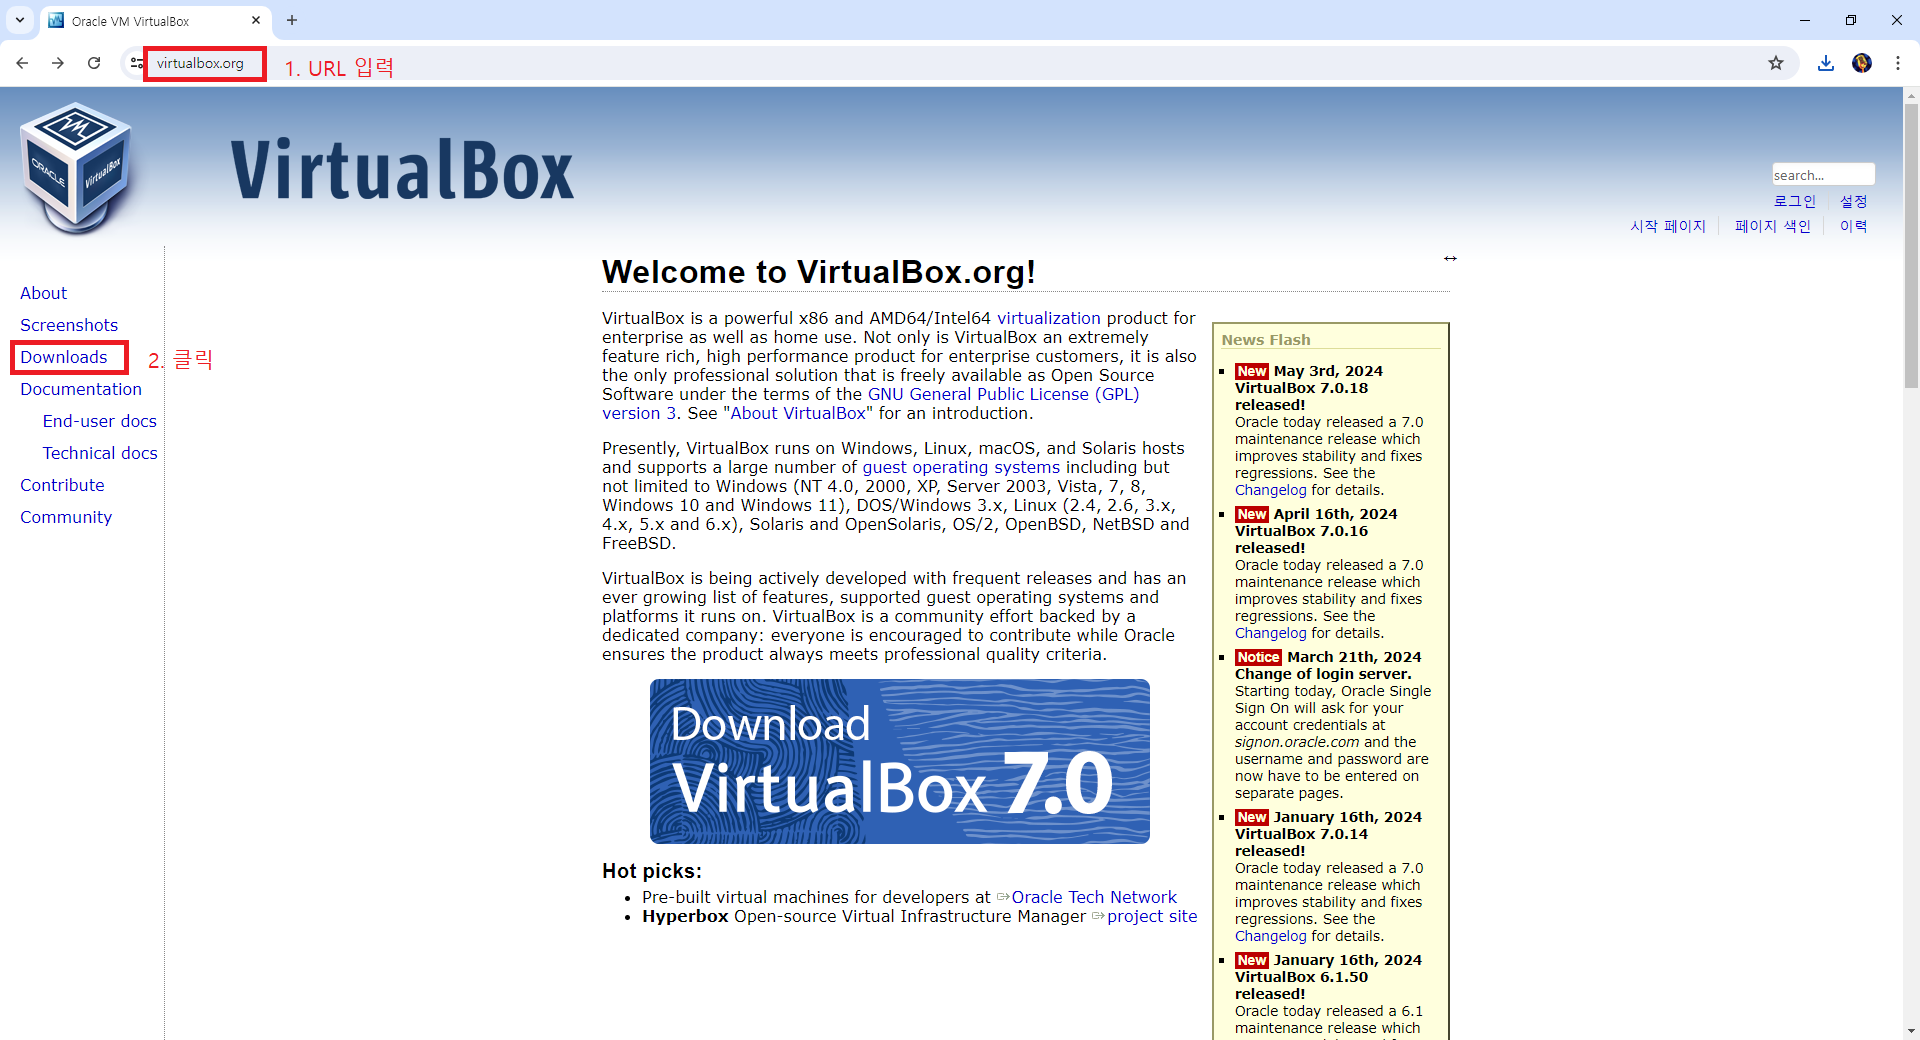 Oracle VM VirtualBox
virtualbox.org
1. URL 입력
ORACLE
VirtualBox
VirtualBox
search...
로그인
설정
시작 페이지
페이지 색인
이력
About
Screenshots
Downloads
2. 클릭
Documentation
End-user docs
Technical docs
Contribute
Community
Welcome to VirtualBox.org!
VirtualBox is a powerful x86 and AMD64/Intel64 virtualization product for
enterprise as well as home use. Not only is VirtualBox an extremely
feature rich, high performance product for enterprise customers, it is also
the only professional solution that is freely available as Open Source
Software under the terms of the GNU General Public License (GPL)
version 3. See "About VirtualBox" for an introduction.
Presently, VirtualBox runs on Windows, Linux, macOS, and Solaris hosts
and supports a large number of guest operating systems including but
not limited to Windows (NT 4.0, 2000, XP, Server 2003, Vista, 7, 8,
Windows 10 and Windows 11), DOS/Windows 3.x, Linux (2.4, 2.6, 3.x,
4.x, 5.x and 6.x), Solaris and OpenSolaris, OS/2, OpenBSD, NetBSD and
FreeBSD.
VirtualBox is being actively developed with frequent releases and has an
ever growing list of features, supported guest operating systems and
platforms it runs on. VirtualBox is a community effort backed by a
dedicated company: everyone is encouraged to contribute while Oracle
ensures the product always meets professional quality criteria.
Download
VirtualBox 7.0
Hot picks:
Pre-built virtual machines for developers at Oracle Tech Network
Hyperbox Open-source Virtual Infrastructure Manager project site
News Flash
New May 3rd, 2024
VirtualBox 7.0.18
released!
Oracle today released a 7.0
maintenance release which
improves stability and fixes
regressions. See the
Changelog for details.
New April 16th, 2024
VirtualBox 7.0.16
released!
Oracle today released a 7.0
maintenance release which
improves stability and fixes
regressions. See the
Changelog for details.
Notice March 21th, 2024
Change of login server.
Starting today, Oracle Single
Sign On will ask for your
account credentials at
signon.oracle.com and the
username and password are
now have to be entered on
separate pages.
New January 16th, 2024
VirtualBox 7.0.14
released!
Oracle today released a 7.0
maintenance release which
improves stability and fixes
regressions. See the
Changelog for details.
New January 16th, 2024
VirtualBox 6.1.50
released!
Oracle today released a 6.1
maintenance release which